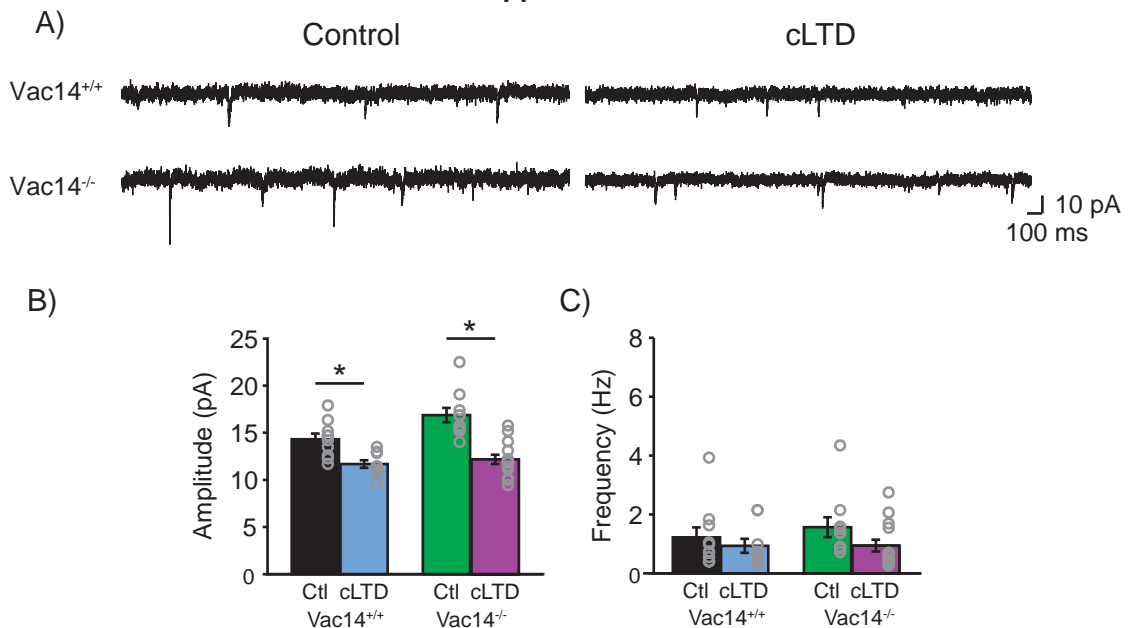 A)
Control cLTD
Vac14+/+
Vac14-/-
10 pA
100 ms
B)
Amplitude (pA)
25
20
15
10
5
0
*
*
Ctl cLTD Ctl cLTD
Vac14+/+ Vac14-/-
C)
Frequency (Hz)
8
6
4
2
0
Ctl cLTD Ctl cLTD
Vac14+/+ Vac14-/-